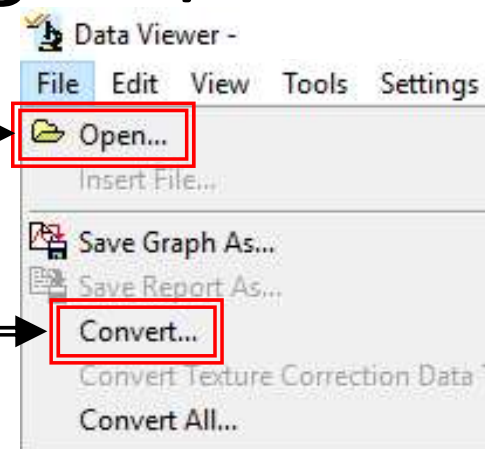 Data Viewer -
File Edit View Tools Settings
Open...
Insert File...
Save Graph As...
Save Report As...
Convert...
Convert Texture Correction Data
Convert All...